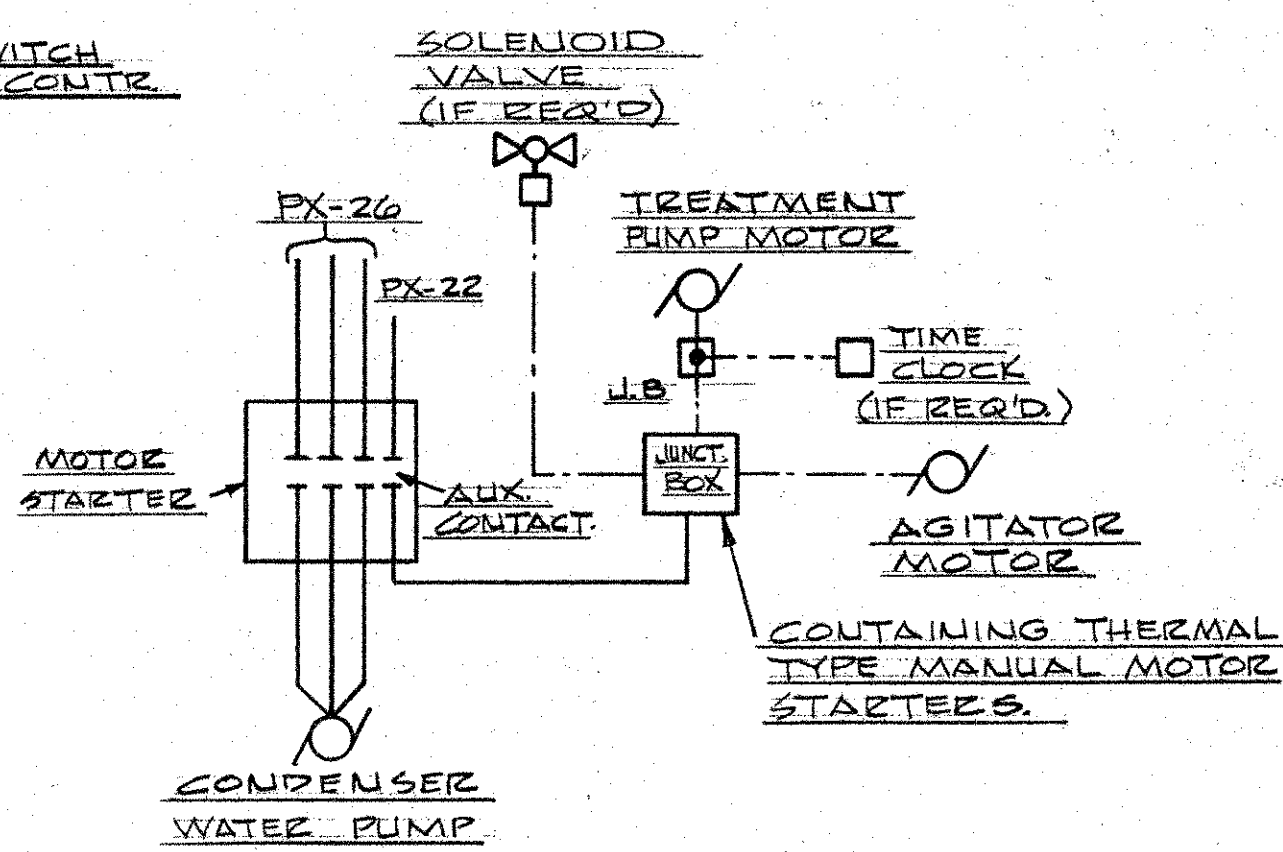 CONTR.
SOLENOID
VALVE
(IF REQ'D)
PX-26
PX-22
TREATMENT
PUMP MOTOR
TIME
CLOCK
(IF REQ'D.)
J.B
JUNCT.
BOX
MOTOR
STARTER
AUX.
CONTACT.
AGITATOR
MOTOR
CONTAINING THERMAL
TYPE MANUAL MOTOR
STARTERS.
CONDENSER
WATER PUMP